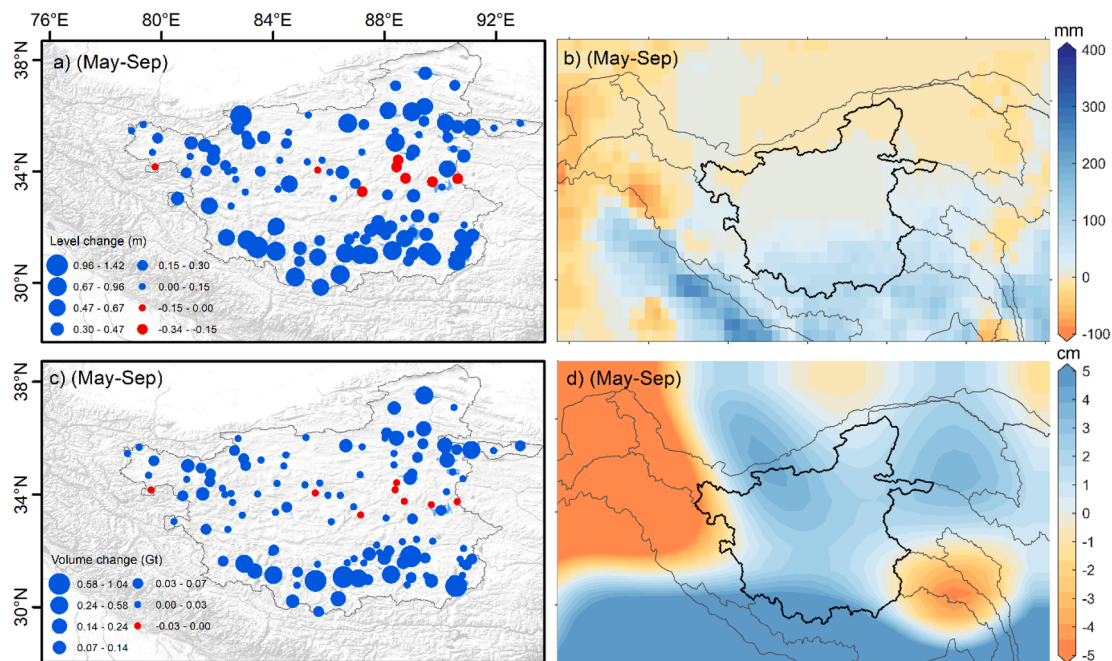 76°E 80°E 84°E 88°E 92°E
38°N
34°N
30°N
a) (May-Sep)
Level change (m)
0.96 - 1.42 0.15 - 0.30
0.67 - 0.96 0.00 - 0.15
0.47 - 0.67 -0.15 - 0.00
0.30 - 0.47 -0.34 - -0.15
b) (May-Sep)
mm
400
300
200
100
0
-100
38°N
34°N
30°N
c) (May-Sep)
Volume change (Gt)
0.58 - 1.04 0.03 - 0.07
0.24 - 0.58 0.00 - 0.03
0.14 - 0.24 -0.03 - 0.00
0.07 - 0.14
d) (May-Sep)
cm
5
4
3
2
1
0
-1
-2
-3
-4
-5